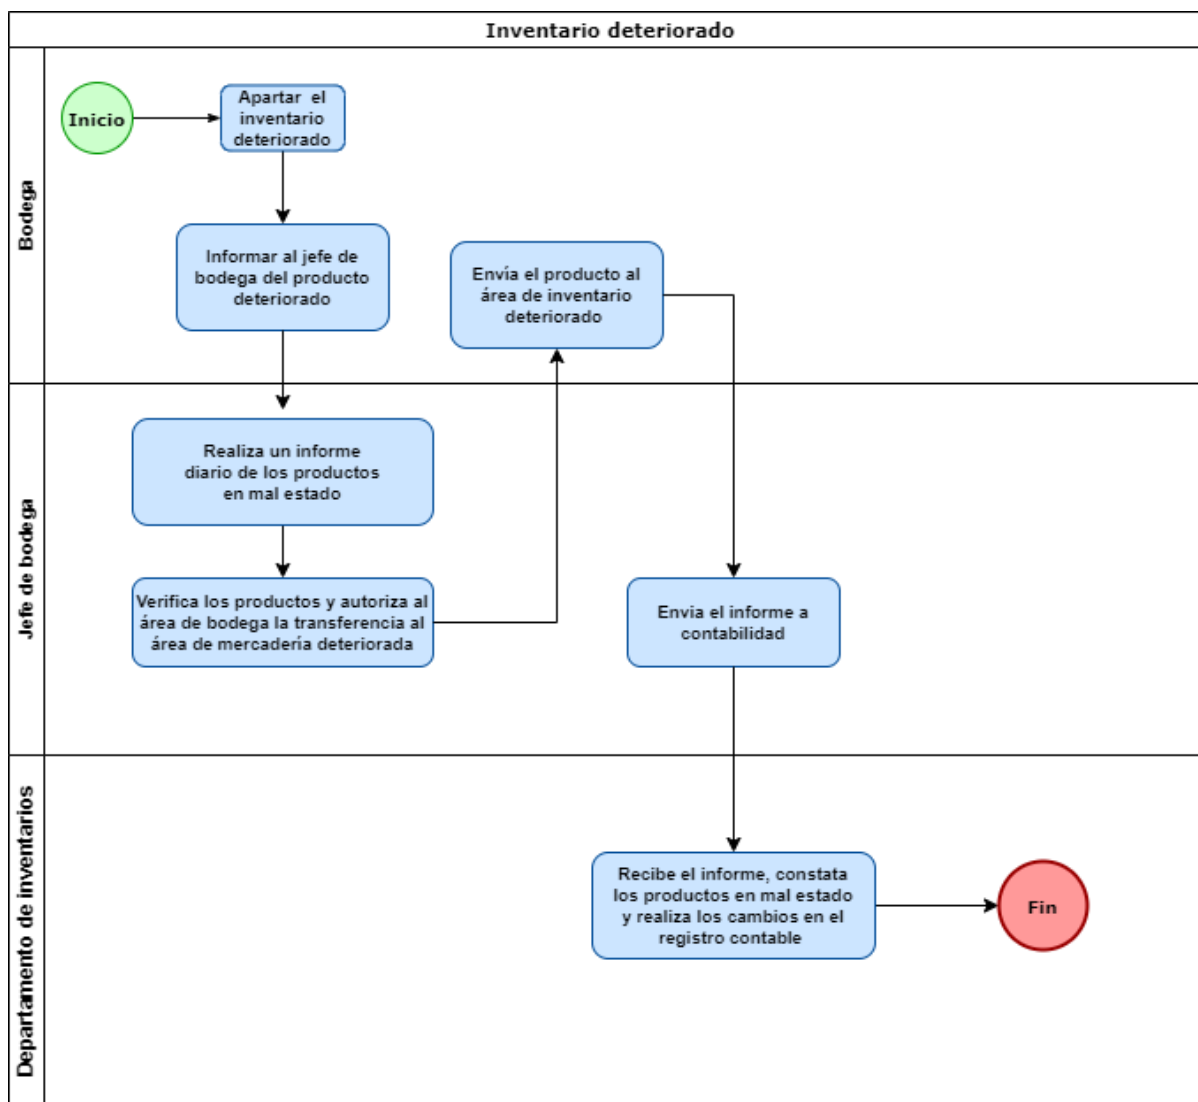 Inventario deteriorado
Bodega
Inicio
Apartar el
inventario
deteriorado
Informar al jefe de
bodega del producto
deteriorado
Envía el producto al
área de inventario
deteriorado
Jefe de bodega
Realiza un informe
diario de los productos
en mal estado
Verifica los productos y autoriza al
área de bodega la transferencia al
área de mercadería deteriorada
Envia el informe a
contabilidad
Departamento de inventarios
Recibe el informe, constata
los productos en mal estado
y realiza los cambios en el
registro contable
Fin